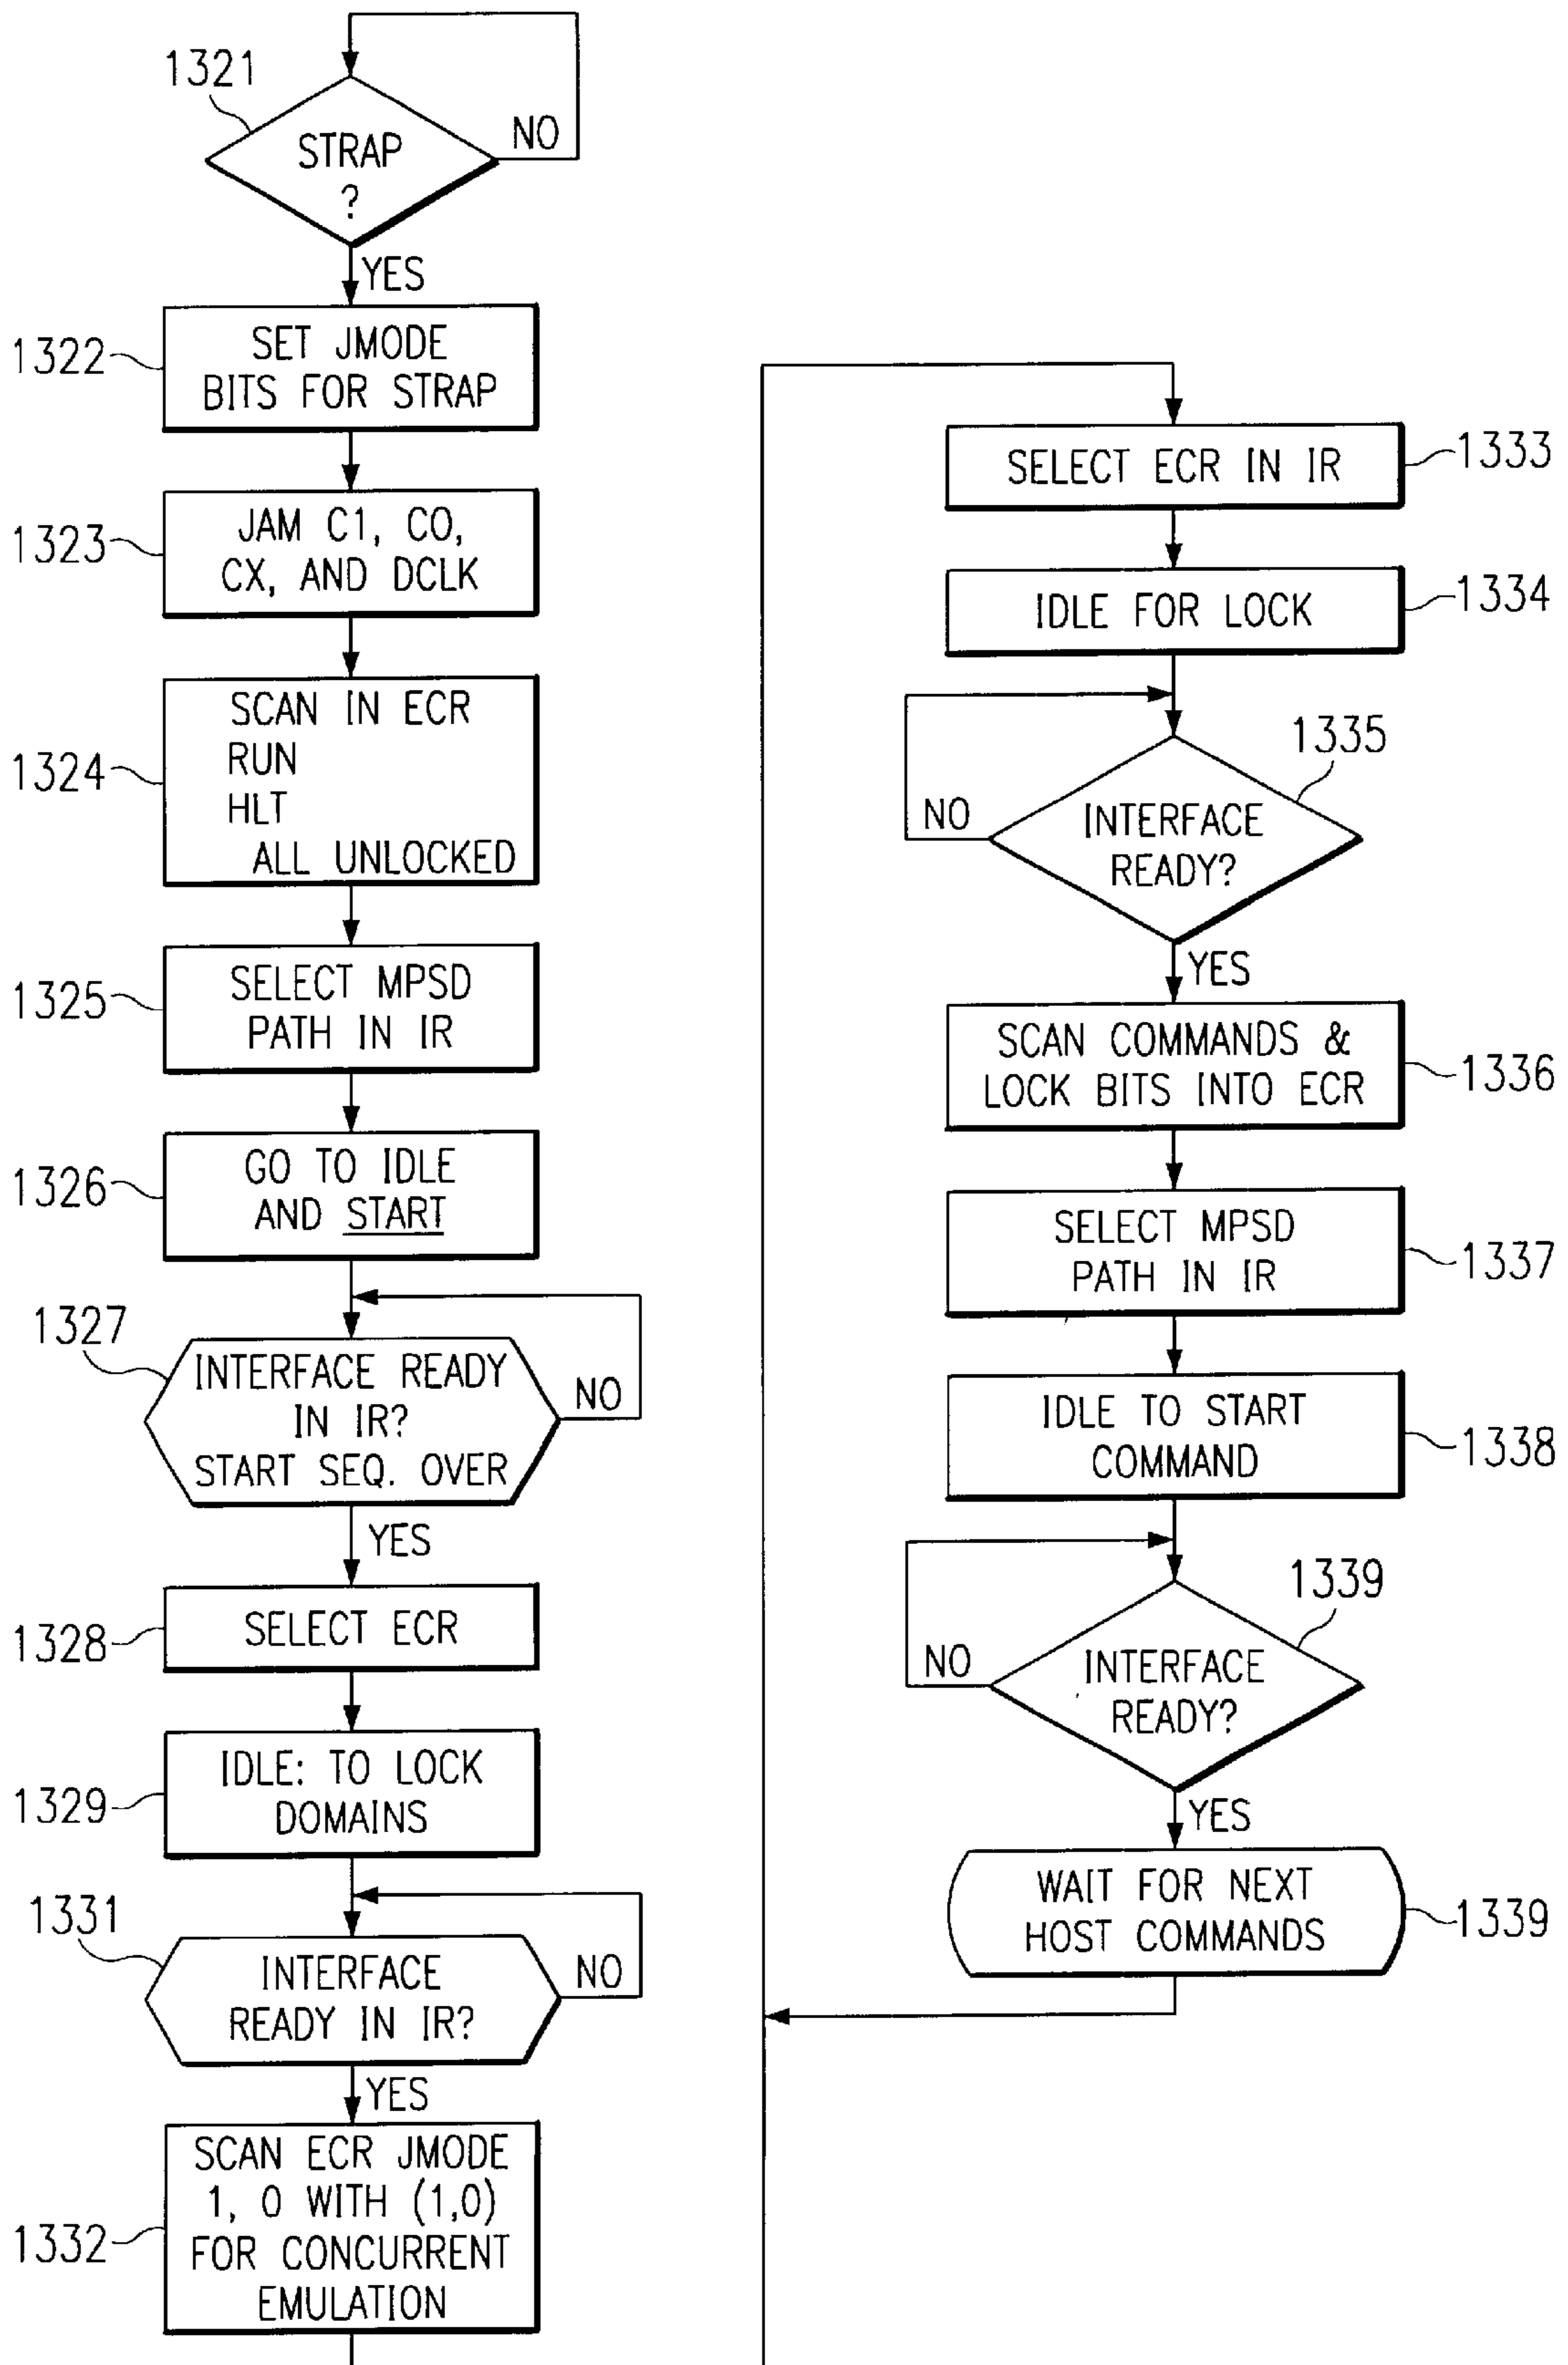 1321
STRAP
?
NO
YES
1322
SET JMODE
BITS FOR STRAP
1323
JAM C1, C0,
CX, AND DCLK
1324
SCAN IN ECR
RUN
HLT
ALL UNLOCKED
1325
SELECT MPSD
PATH IN IR
1326
GO TO IDLE
AND START
1327
INTERFACE READY
IN IR?
START SEQ. OVER
NO
YES
1328
SELECT ECR
1329
IDLE: TO LOCK
DOMAINS
1331
INTERFACE
READY IN IR?
NO
YES
1332
SCAN ECR JMODE
1, 0 WITH (1,0)
FOR CONCURRENT
EMULATION
SELECT ECR IN IR
1333
IDLE FOR LOCK
1334
1335
INTERFACE
READY?
NO
YES
SCAN COMMANDS &
LOCK BITS INTO ECR
1336
SELECT MPSD
PATH IN IR
1337
IDLE TO START
COMMAND
1338
1339
INTERFACE
READY?
NO
YES
WAIT FOR NEXT
HOST COMMANDS
1339